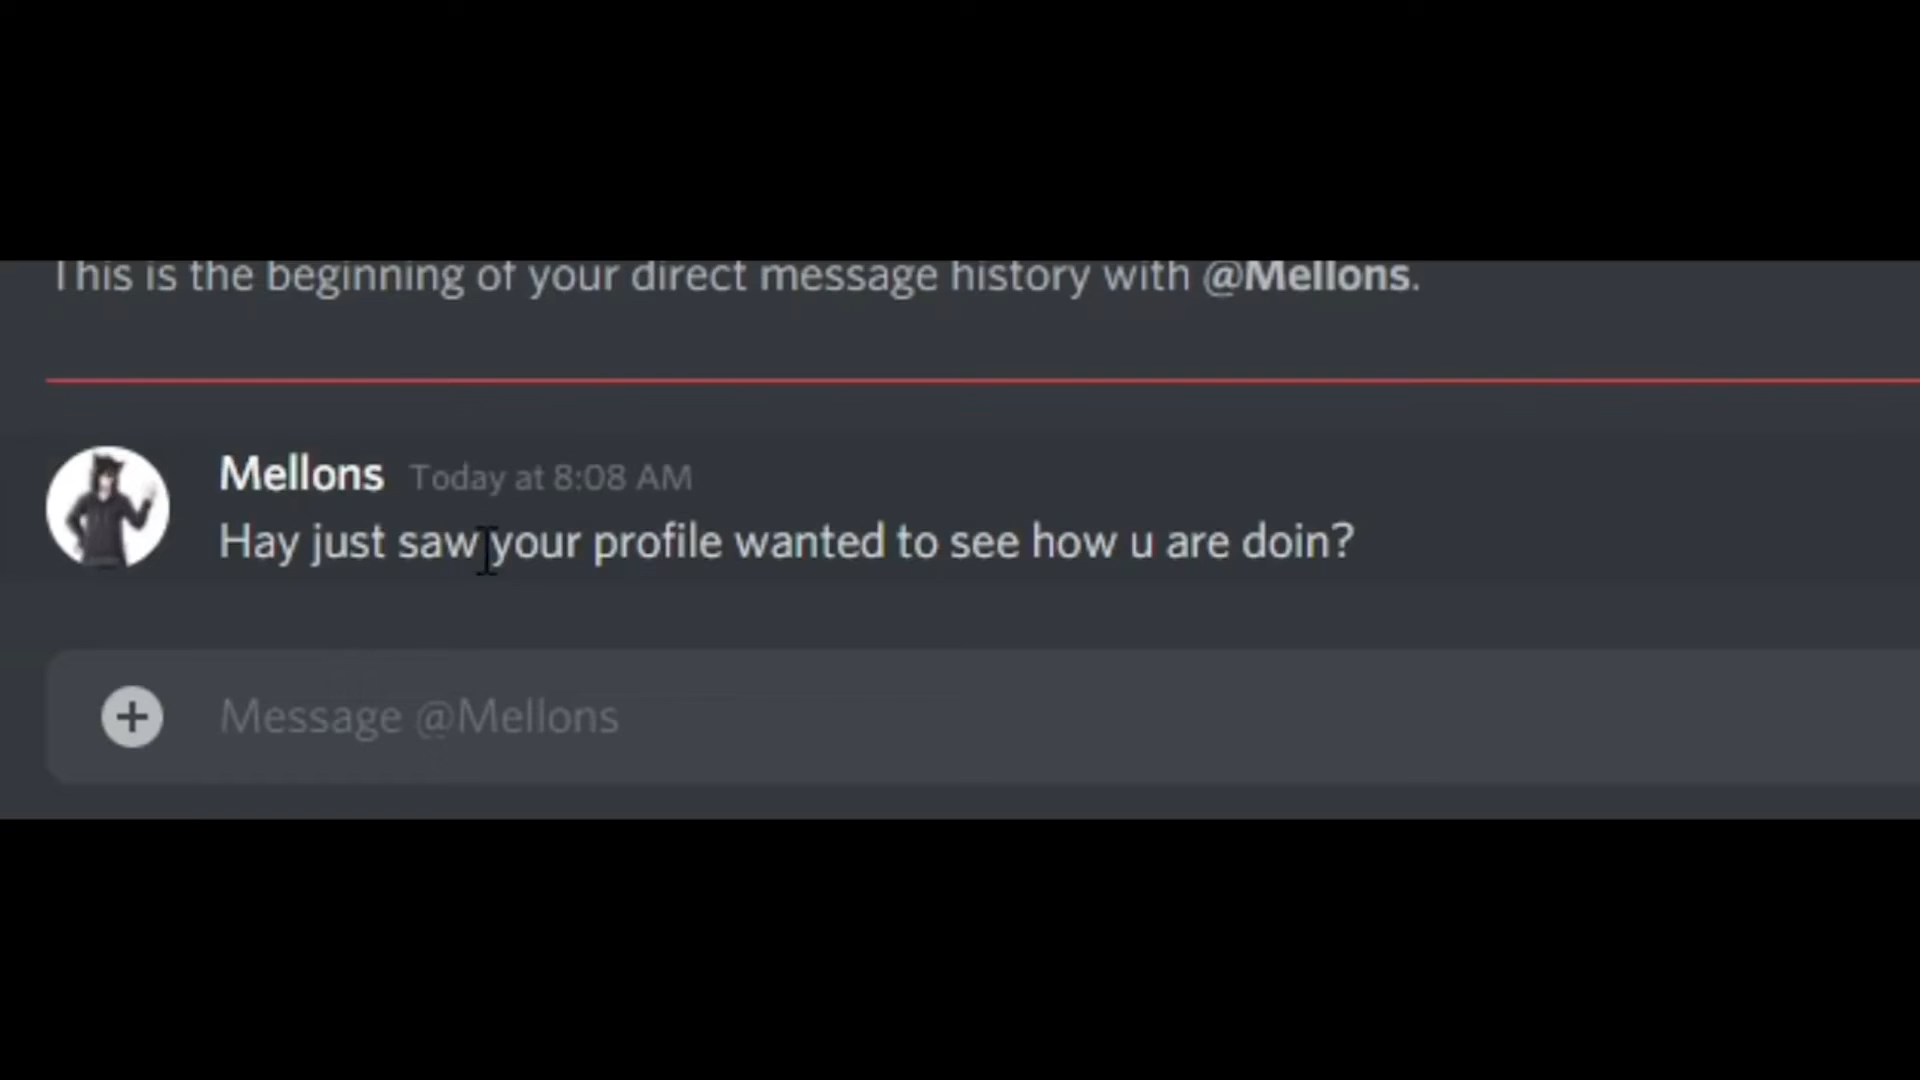 This is the beginning of your direct message history with @Mellons.
Mellons Today at 8:08 AM
Hay just saw your profile wanted to see how u are doin?
Message @Mellons